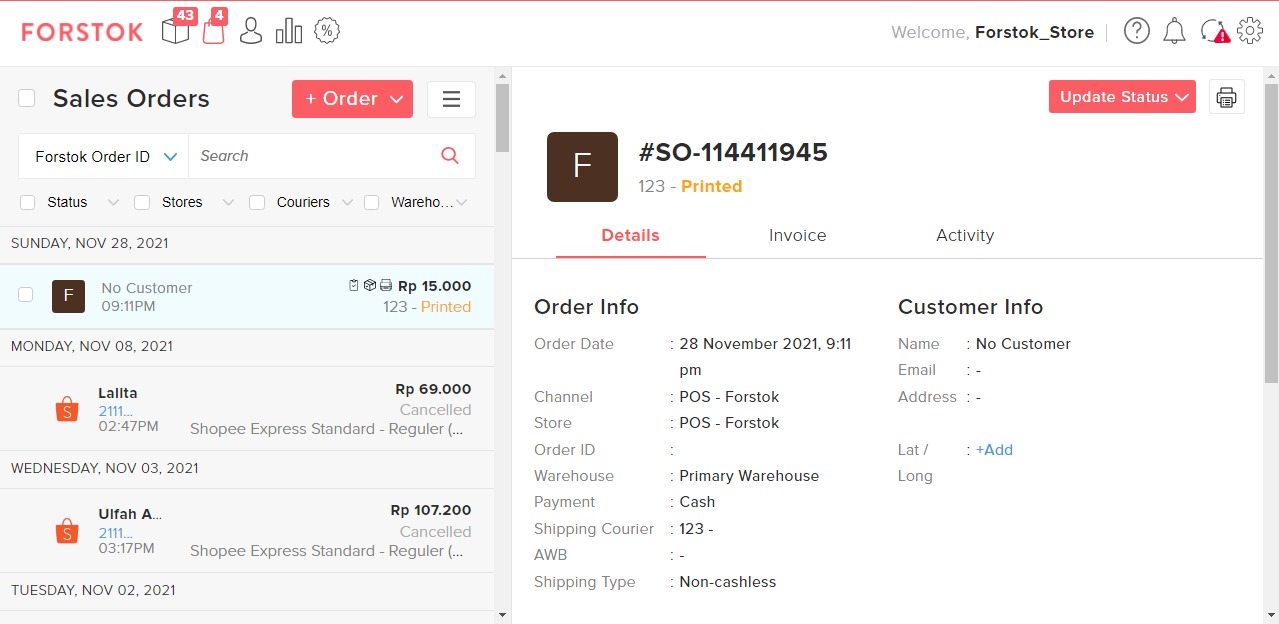 FORSTOK
43
4
Welcome, Forstok_Store
Sales Orders
+ Order
Forstok Order ID
Search
Status
Stores
Couriers
Wareho...
SUNDAY, NOV 28, 2021
F
No Customer
Rp 15.000
09:11PM
123 - Printed
MONDAY, NOV 08, 2021
Lalita
Rp 69.000
2111...
Cancelled
02:47PM
Shopee Express Standard - Reguler (...
WEDNESDAY, NOV 03, 2021
Ulfah A...
Rp 107.200
2111...
Cancelled
03:17PM
Shopee Express Standard - Reguler (...
TUESDAY, NOV 02, 2021
Update Status
F
#SO-114411945
123 - Printed
Details
Invoice
Activity
Order Info
Order Date : 28 November 2021, 9:11
pm
Channel : POS - Forstok
Store : POS - Forstok
Order ID :
Warehouse : Primary Warehouse
Payment : Cash
Shipping Courier : 123 -
AWB : -
Shipping Type : Non-cashless
Customer Info
Name : No Customer
Email : -
Address : -
Lat / : +Add
Long